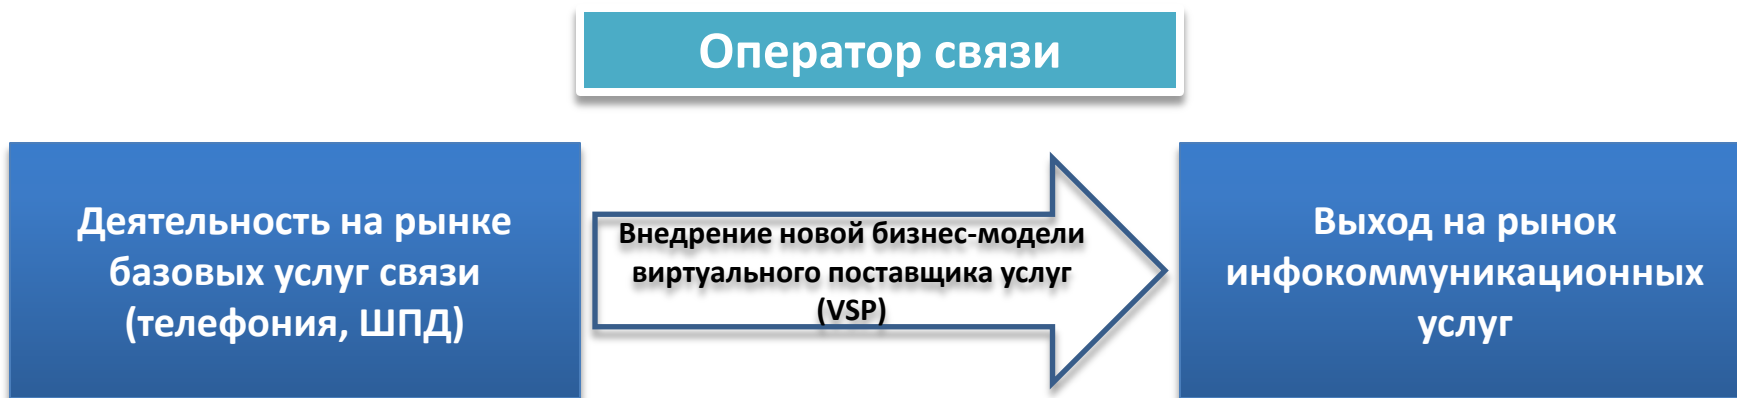 Оператор связи
Деятельность на рынке
базовых услуг связи
(телефония, ШПД)
Внедрение новой бизнес-модели
виртуального поставщика услуг
(VSP)
Выход на рынок
инфокоммуникационных
услуг